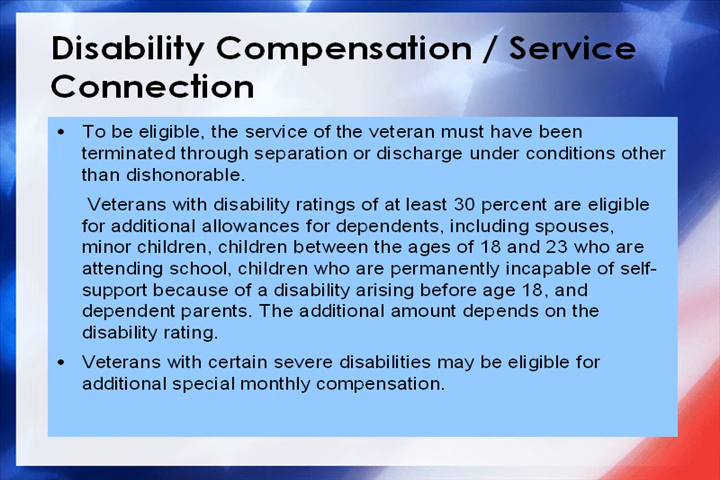 Disability Compensation / Service
Connection
• To be eligible, the service of the veteran must have been
terminated through separation or discharge under conditions other
than dishonorable.
Veterans with disability ratings of at least 30 percent are eligible
for additional allowances for dependents, including spouses,
minor children, children between the ages of 18 and 23 who are
attending school, children who are permanently incapable of self-
support because of a disability arising before age 18, and
dependent parents. The additional amount depends on the
disability rating.
• Veterans with certain severe disabilities may be eligible for
additional special monthly compensation.